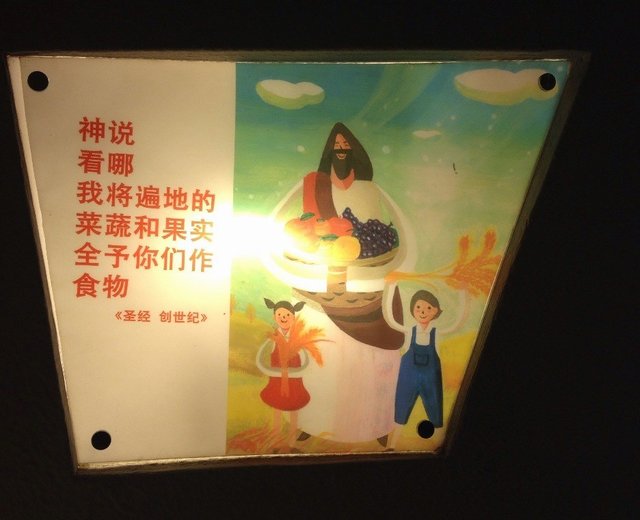 神说
看哪
我将遍地的
菜蔬和果实
全予你们作
食物
《圣经 创世纪》